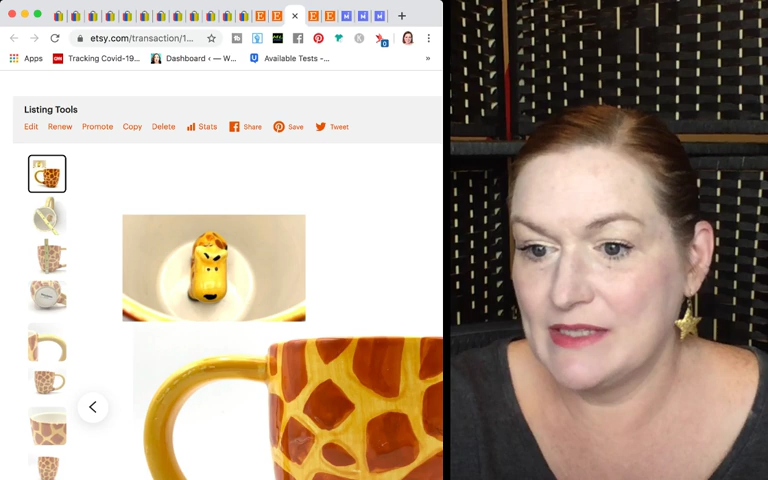 etsy.com/transaction/1...
Apps
CNN
Tracking Covid-19...
Dashboard ‹ — W...
Available Tests -...
»
Listing Tools
Edit Renew Promote Copy Delete Stats Share Save Tweet